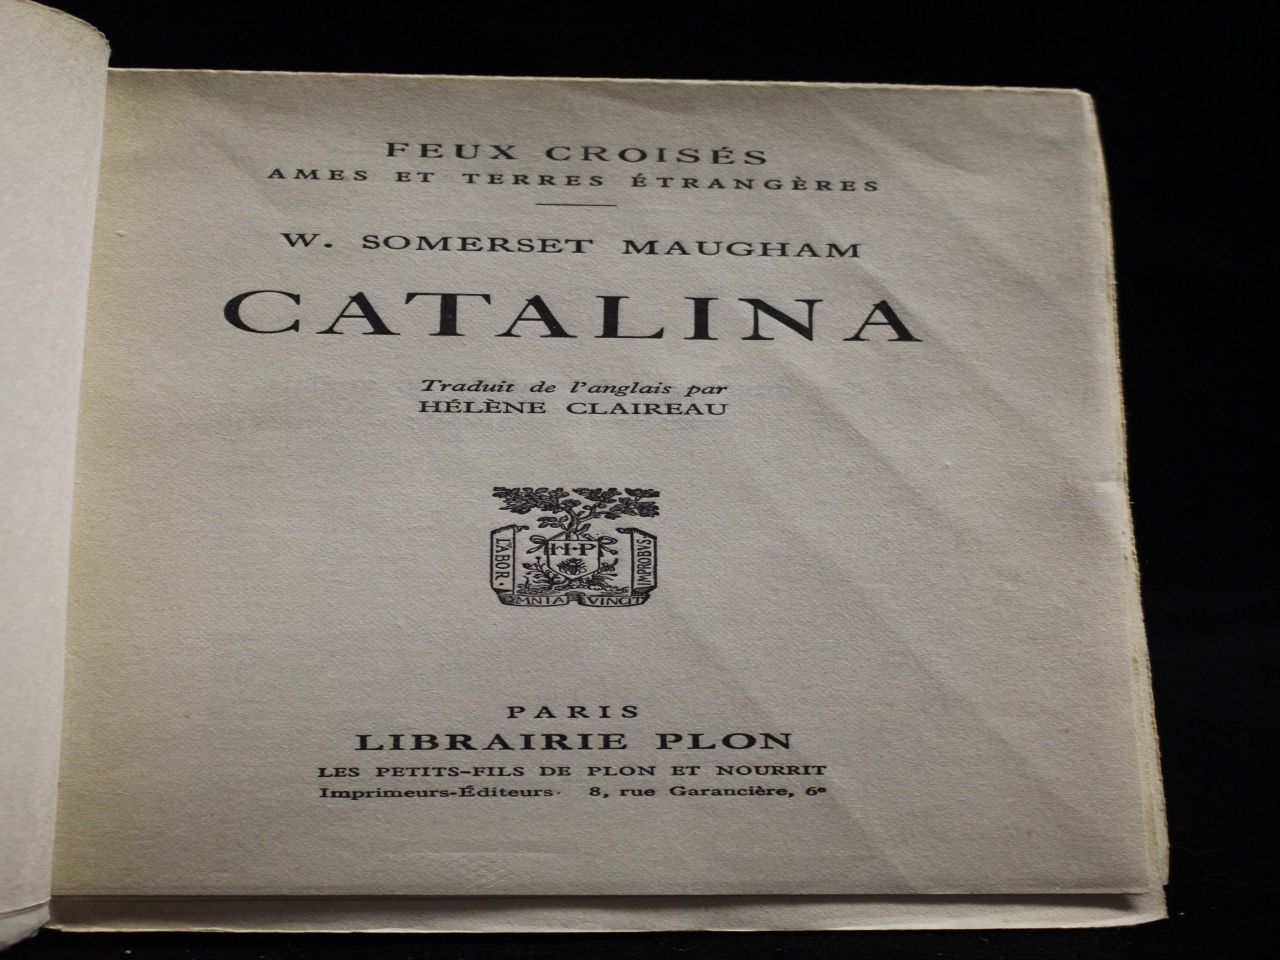 FEUX CROISÉS
AMES ET TERRES ÉTRANGÈRES
W. SOMERSET MAUGHAM
CATALINA
Traduit de l'anglais par
HÉLÈNE CLAIREAU
LABOR.
H·P
IMPROBVS
OMNIA VINCIT
PARIS
LIBRAIRIE PLON
LES PETITS-FILS DE PLON ET NOURRIT
Imprimeurs-Éditeurs· 8, rue Garancière, 6e